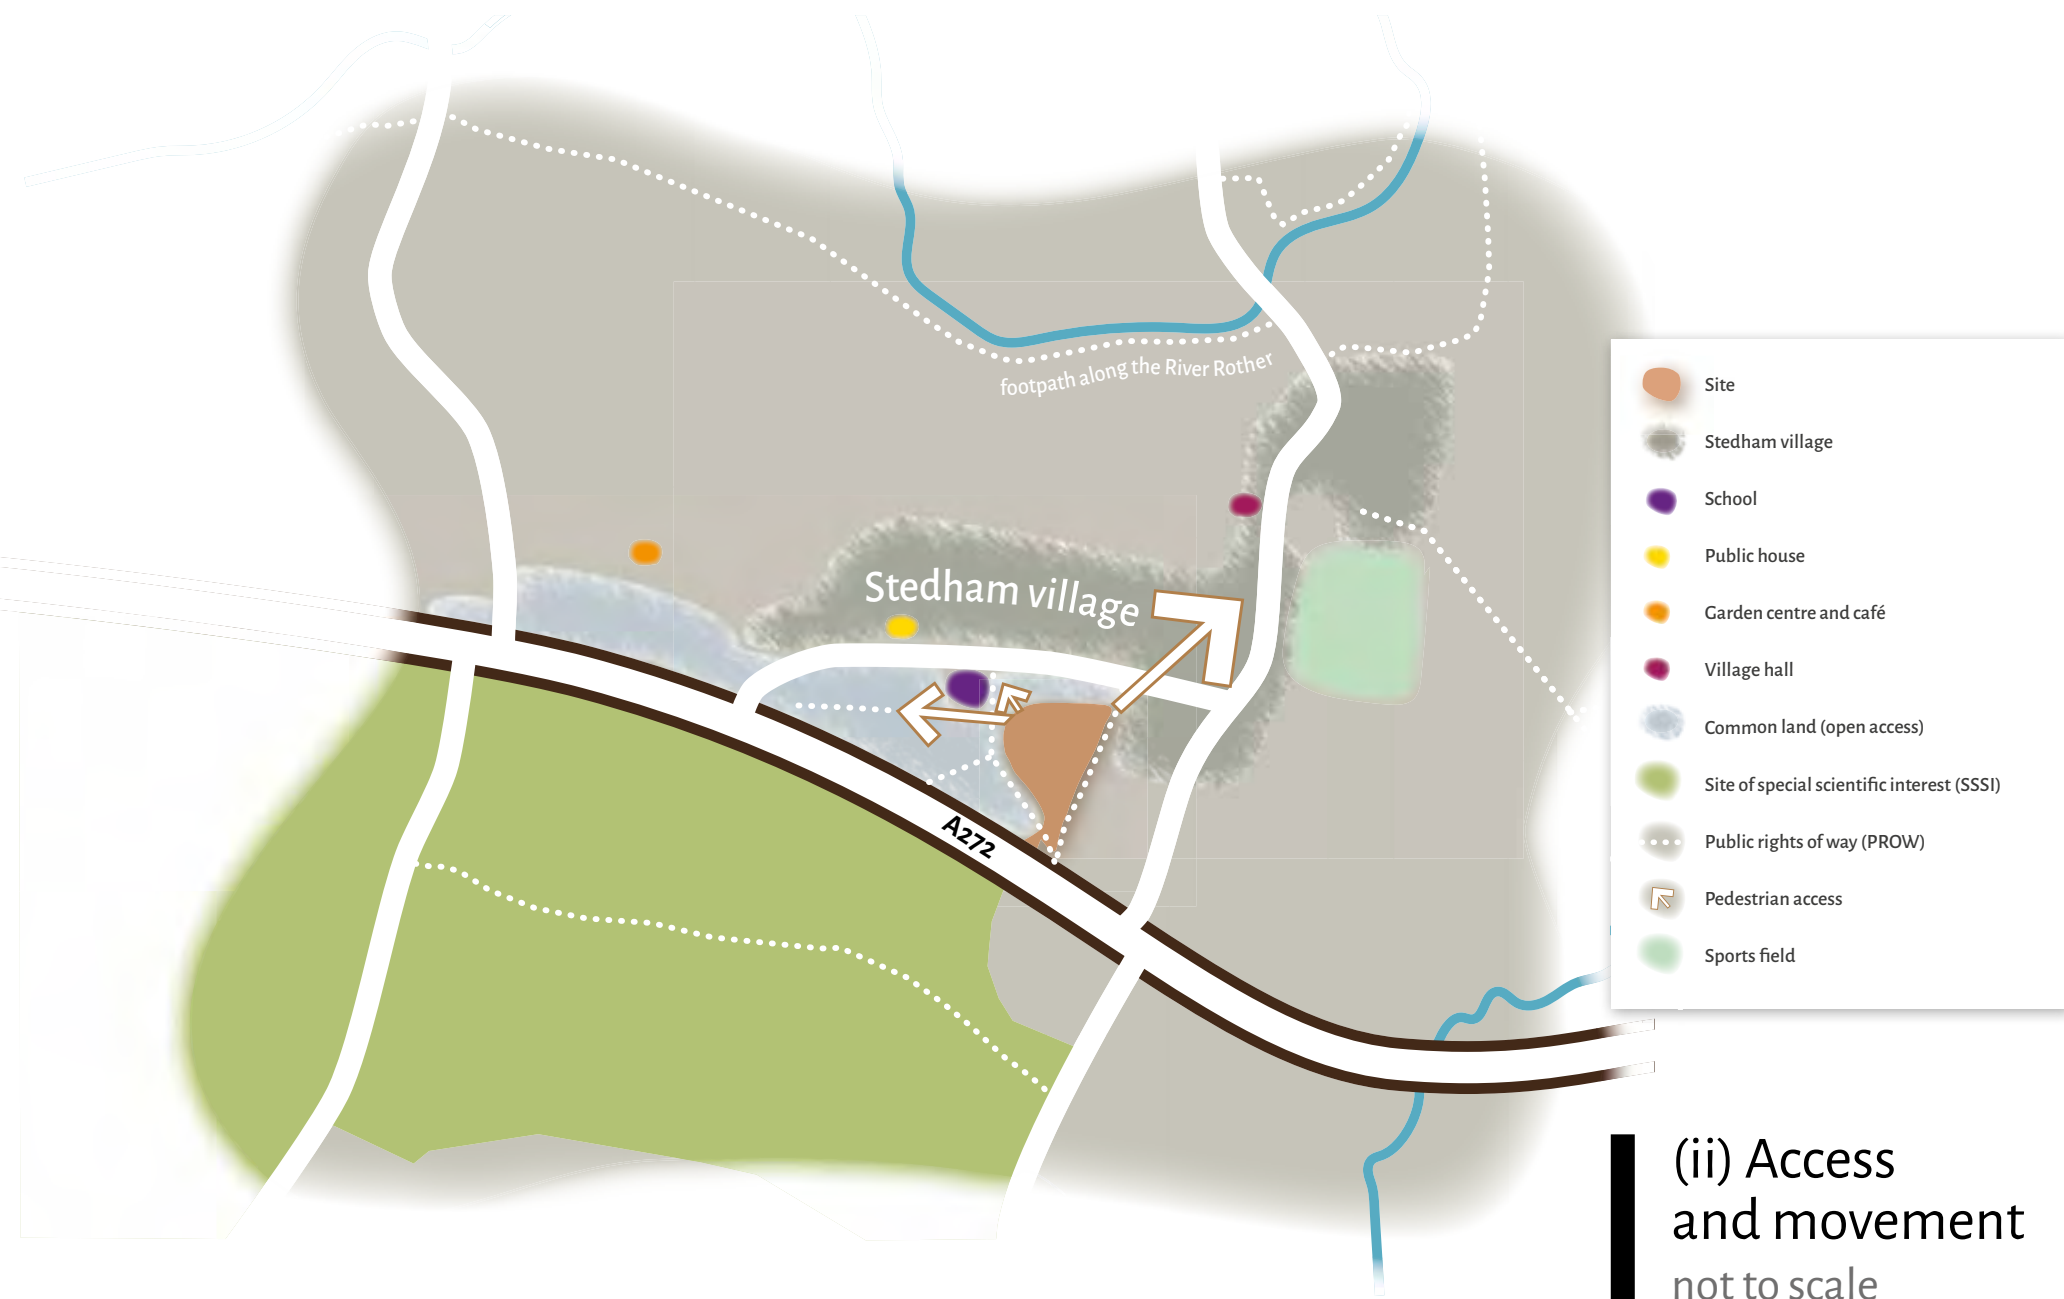 footpath along the River Rother
Stedham village
A272
Site
Stedham village
School
Public house
Garden centre and café
Village hall
Common land (open access)
Site of special scientific interest (SSSI)
Public rights of way (PROW)
Pedestrian access
Sports field
(ii) Access
and movement
not to scale